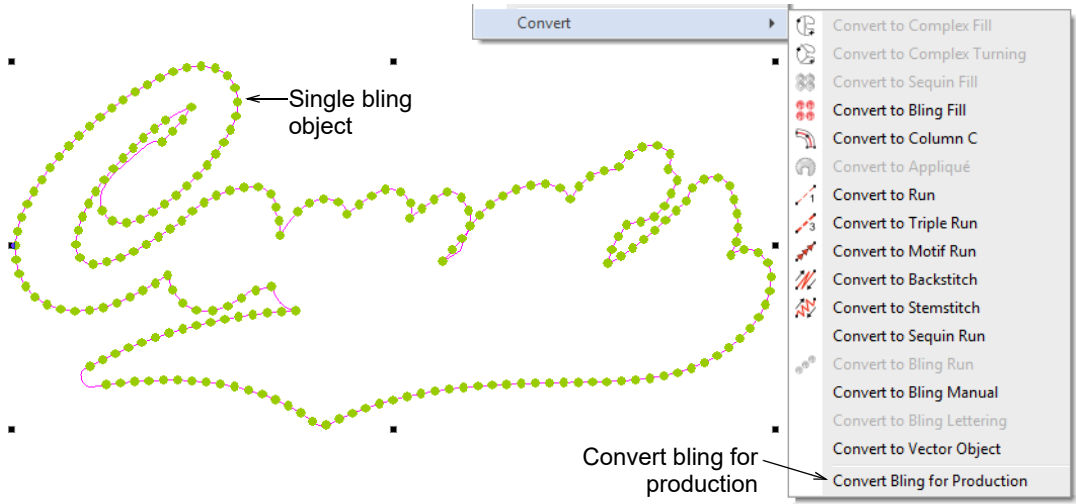 Convert
Single bling
object
Convert to Complex Fill
Convert to Complex Turning
Convert to Sequin Fill
Convert to Bling Fill
Convert to Column C
Convert to Appliqué
1 Convert to Run
3 Convert to Triple Run
Convert to Motif Run
Convert to Backstitch
Convert to Stemstitch
Convert to Sequin Run
Convert to Bling Run
Convert to Bling Manual
Convert to Bling Lettering
Convert to Vector Object
Convert Bling for Production
Convert bling for
production